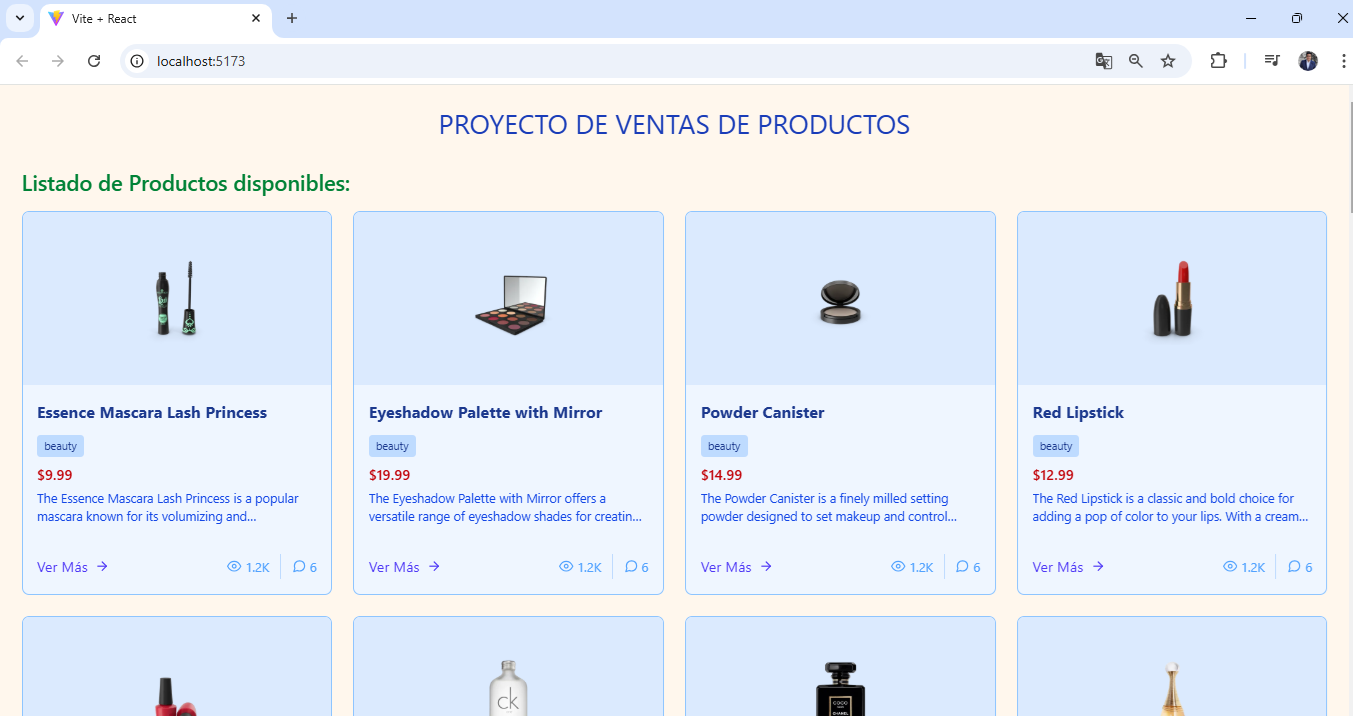 Vite + React
localhost:5173
PROYECTO DE VENTAS DE PRODUCTOS
Listado de Productos disponibles:
Essence Mascara Lash Princess
beauty
$9.99
The Essence Mascara Lash Princess is a popular
mascara known for its volumizing and...
Ver Más
1.2K
6
Eyeshadow Palette with Mirror
beauty
$19.99
The Eyeshadow Palette with Mirror offers a
versatile range of eyeshadow shades for creatin...
Ver Más
1.2K
6
Powder Canister
beauty
$14.99
The Powder Canister is a finely milled setting
powder designed to set makeup and control...
Ver Más
1.2K
6
Red Lipstick
beauty
$12.99
The Red Lipstick is a classic and bold choice for
adding a pop of color to your lips. With a cream...
Ver Más
1.2K
6
ck
COCO
CHANEL